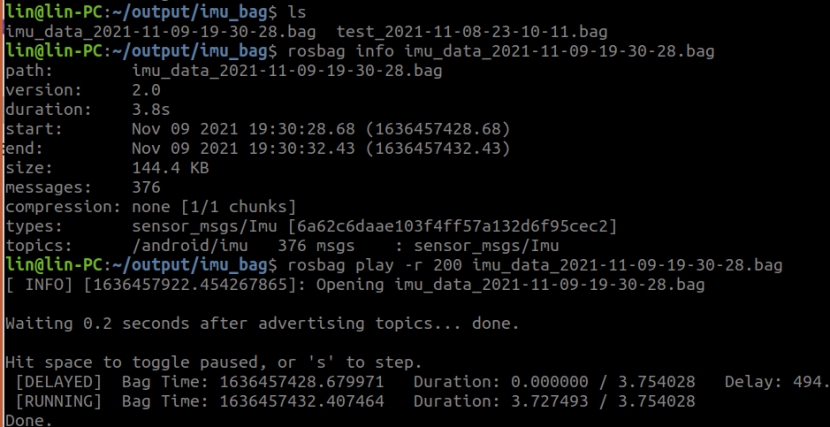 lin@lin-PC:~/output/imu_bag$ ls
imu_data_2021-11-09-19-30-28.bag  test_2021-11-08-23-10-11.bag
lin@lin-PC:~/output/imu_bag$ rosbag info imu_data_2021-11-09-19-30-28.bag
path:        imu_data_2021-11-09-19-30-28.bag
version:     2.0
duration:    3.8s
start:       Nov 09 2021 19:30:28.68 (1636457428.68)
end:         Nov 09 2021 19:30:32.43 (1636457432.43)
size:        144.4 KB
messages:    376
compression: none [1/1 chunks]
types:       sensor_msgs/Imu [6a62c6daae103f4ff57a132d6f95cec2]
topics:      /android/imu   376 msgs    : sensor_msgs/Imu
lin@lin-PC:~/output/imu_bag$ rosbag play -r 200 imu_data_2021-11-09-19-30-28.bag
[ INFO] [1636457922.454267865]: Opening imu_data_2021-11-09-19-30-28.bag
Waiting 0.2 seconds after advertising topics... done.
Hit space to toggle paused, or 's' to step.
[DELAYED]  Bag Time: 1636457428.679971   Duration: 0.000000 / 3.754028   Delay: 494.
[RUNNING]  Bag Time: 1636457432.407464   Duration: 3.727493 / 3.754028
Done.